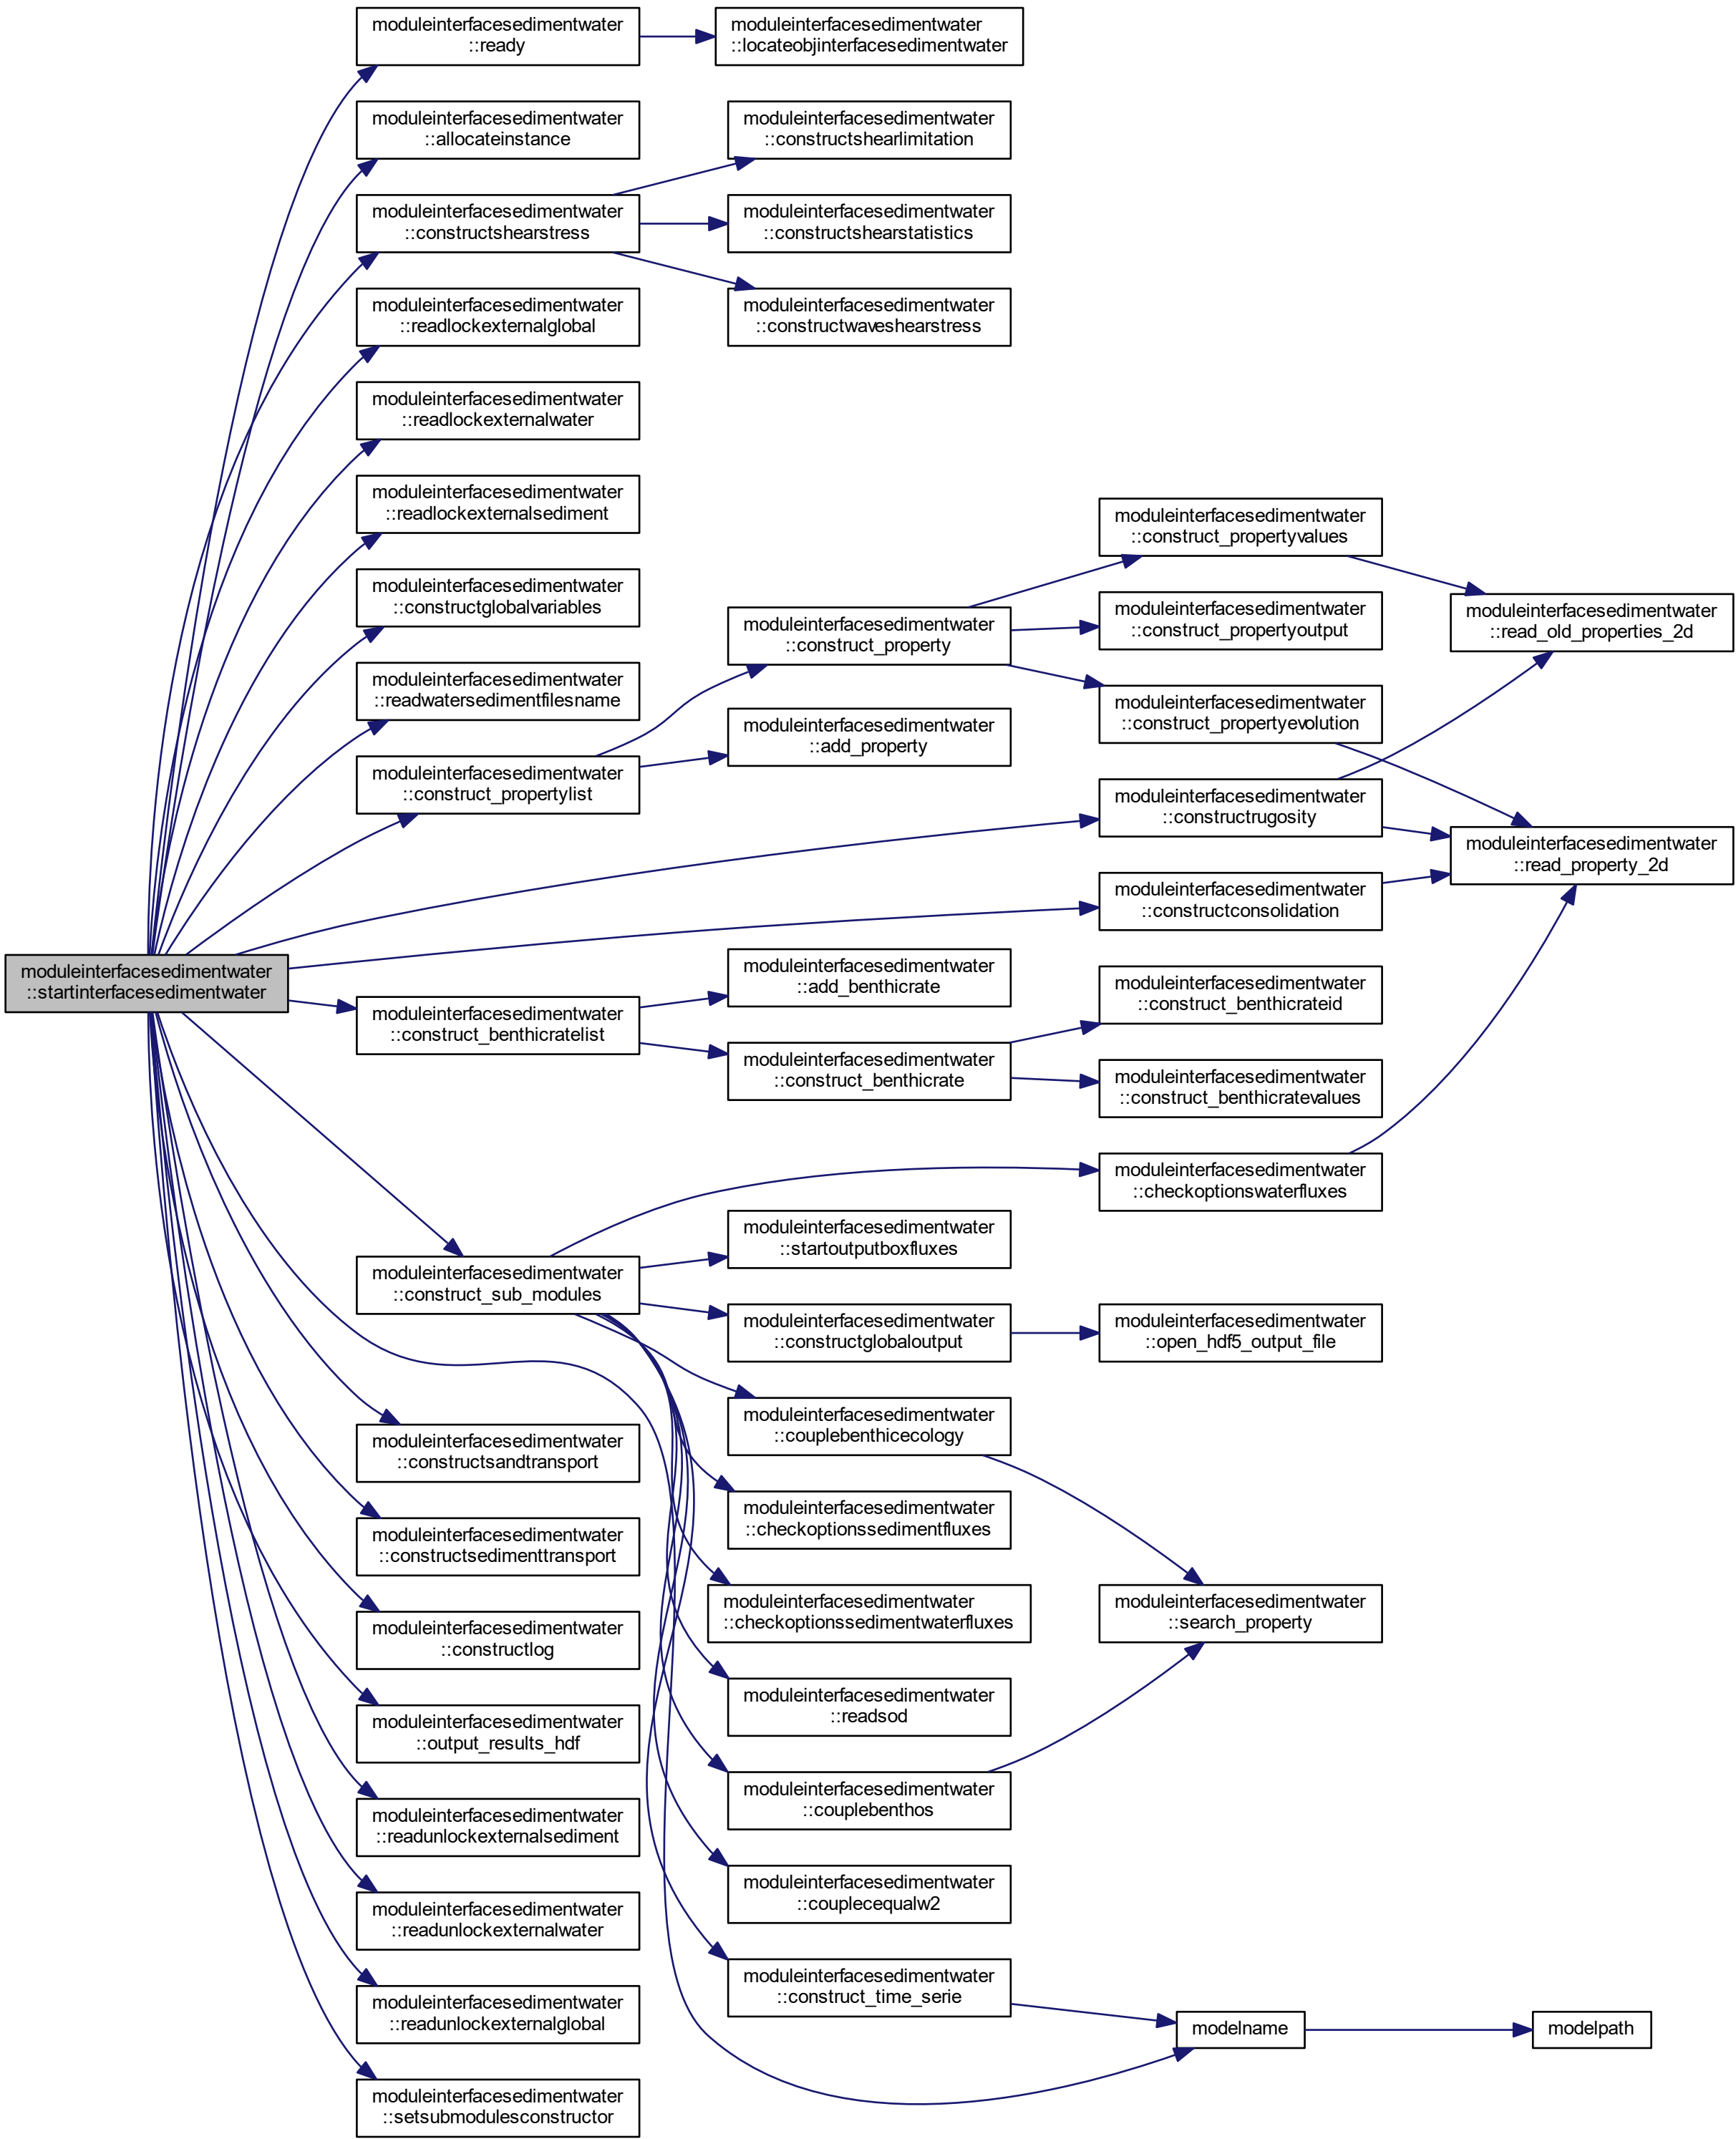 moduleinterfacesedimentwater
::startinterfacesedimentwater
moduleinterfacesedimentwater
::ready
moduleinterfacesedimentwater
::allocateinstance
moduleinterfacesedimentwater
::constructshearstress
moduleinterfacesedimentwater
::readlockexternalglobal
moduleinterfacesedimentwater
::readlockexternalwater
moduleinterfacesedimentwater
::readlockexternalsediment
moduleinterfacesedimentwater
::constructglobalvariables
moduleinterfacesedimentwater
::readwatersedimentfilesname
moduleinterfacesedimentwater
::construct_propertylist
moduleinterfacesedimentwater
::construct_benthicratelist
moduleinterfacesedimentwater
::construct_sub_modules
moduleinterfacesedimentwater
::constructsandtransport
moduleinterfacesedimentwater
::constructsedimenttransport
moduleinterfacesedimentwater
::constructlog
moduleinterfacesedimentwater
::output_results_hdf
moduleinterfacesedimentwater
::readunlockexternalsediment
moduleinterfacesedimentwater
::readunlockexternalwater
moduleinterfacesedimentwater
::readunlockexternalglobal
moduleinterfacesedimentwater
::setsubmodulesconstructor
moduleinterfacesedimentwater
::locateobjinterfacesedimentwater
moduleinterfacesedimentwater
::constructshearlimitation
moduleinterfacesedimentwater
::constructshearstatistics
moduleinterfacesedimentwater
::constructwaveshearstress
moduleinterfacesedimentwater
::construct_property
moduleinterfacesedimentwater
::add_property
moduleinterfacesedimentwater
::add_benthicrate
moduleinterfacesedimentwater
::construct_benthicrate
moduleinterfacesedimentwater
::startoutputboxfluxes
moduleinterfacesedimentwater
::constructglobaloutput
moduleinterfacesedimentwater
::couplebenthicecology
moduleinterfacesedimentwater
::checkoptionssedimentfluxes
moduleinterfacesedimentwater
::checkoptionssedimentwaterfluxes
moduleinterfacesedimentwater
::readsod
moduleinterfacesedimentwater
::couplebenthos
moduleinterfacesedimentwater
::couplecequalw2
moduleinterfacesedimentwater
::construct_time_serie
moduleinterfacesedimentwater
::construct_propertyvalues
moduleinterfacesedimentwater
::construct_propertyoutput
moduleinterfacesedimentwater
::construct_propertyevolution
moduleinterfacesedimentwater
::constructrugosity
moduleinterfacesedimentwater
::constructconsolidation
moduleinterfacesedimentwater
::construct_benthicrateid
moduleinterfacesedimentwater
::construct_benthicratevalues
moduleinterfacesedimentwater
::checkoptionswaterfluxes
moduleinterfacesedimentwater
::open_hdf5_output_file
moduleinterfacesedimentwater
::search_property
modelname
moduleinterfacesedimentwater
::read_old_properties_2d
moduleinterfacesedimentwater
::read_property_2d
modelpath